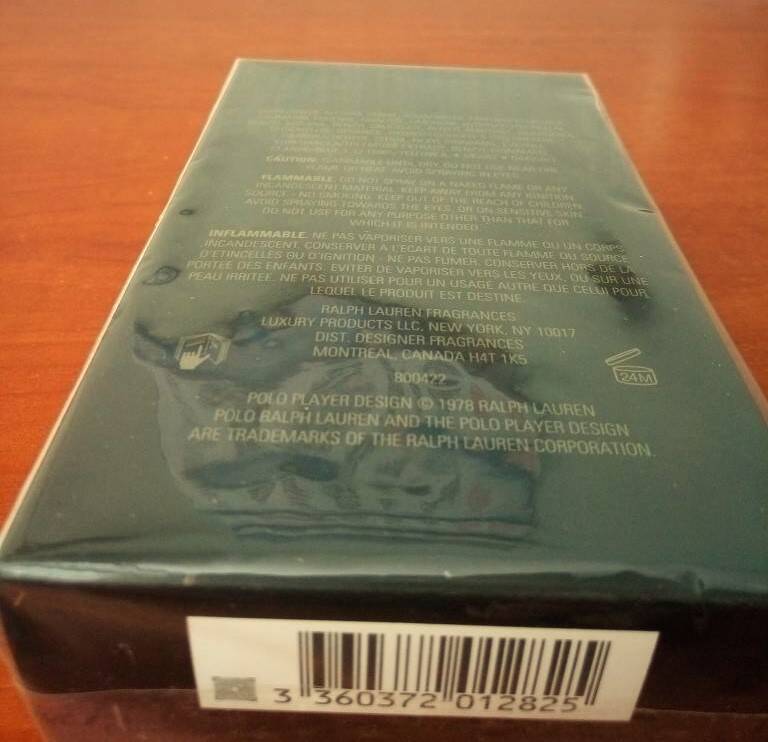 CAUTION: FLAMMABLE UNTIL DRY. DO NOT USE NEAR FIRE,
FLAME OR HEAT. AVOID SPRAYING IN EYES.
FLAMMABLE. DO NOT SPRAY ON A NAKED FLAME OR ANY
INCANDESCENT MATERIAL. KEEP AWAY FROM ANY IGNITION
SOURCE - NO SMOKING. KEEP OUT OF THE REACH OF CHILDREN.
AVOID SPRAYING TOWARDS THE EYES, OR ON SENSITIVE SKIN.
DO NOT USE FOR ANY PURPOSE OTHER THAN THAT FOR
WHICH IT IS INTENDED.
INFLAMMABLE. NE PAS VAPORISER VERS UNE FLAMME OU UN CORPS
INCANDESCENT. CONSERVER A L'ECART DE TOUTE FLAMME OU SOURCE
D'ETINCELLES OU D'IGNITION - NE PAS FUMER. CONSERVER HORS DE LA
PORTEE DES ENFANTS. EVITER DE VAPORISER VERS LES YEUX, OU SUR UNE
PEAU IRRITEE. NE PAS UTILISER POUR UN USAGE AUTRE QUE CELUI POUR
LEQUEL LE PRODUIT EST DESTINE.
RALPH LAUREN FRAGRANCES
LUXURY PRODUCTS LLC, NEW YORK, NY 10017
DIST. DESIGNER FRAGRANCES
MONTREAL, CANADA H4T 1K5
24M
800422
POLO PLAYER DESIGN © 1978 RALPH LAUREN
POLO RALPH LAUREN AND THE POLO PLAYER DESIGN
ARE TRADEMARKS OF THE RALPH LAUREN CORPORATION.
3 360372 012825